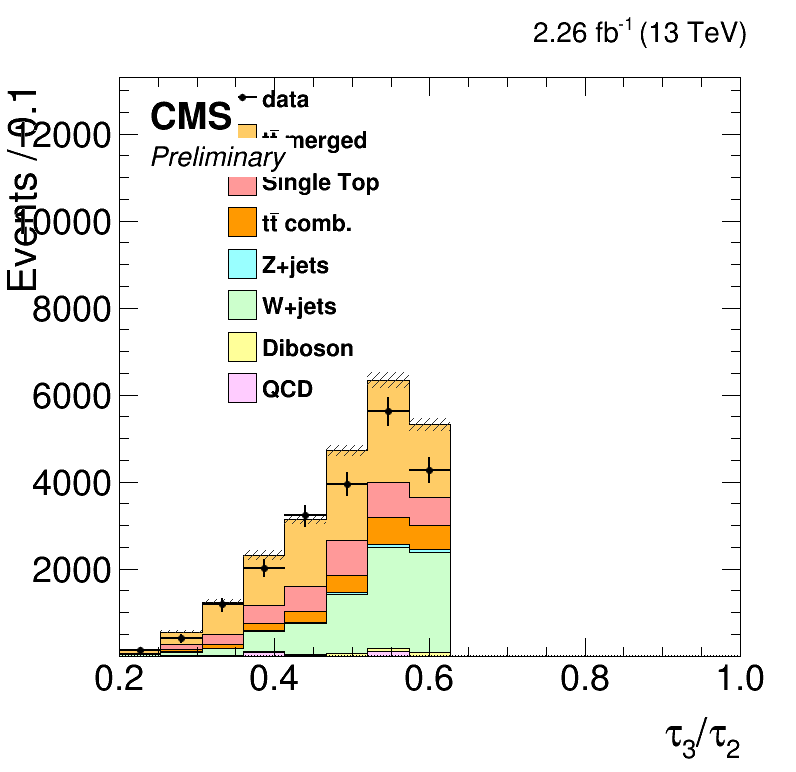 2.26 fb⁻¹ (13 TeV)
Events / 0.1
CMS
Preliminary
data
tt̄ merged
Single Top
tt̄ comb.
Z+jets
W+jets
Diboson
QCD
12000
10000
8000
6000
4000
2000
0.2 0.4 0.6 0.8 1.0
τ₃/τ₂